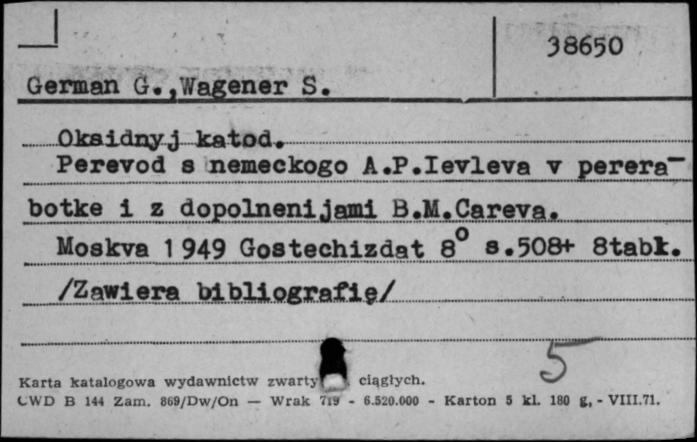 38650
German G.,Wagener S.
Oksidnyj katod.
Perevod s nemeckogo A.P.Ievleva v perera-
botke i z dopolnenijami B.M.Careva.
Moskva 1949 Gostechizdat 8° s.508+ 8tabl.
/Zawiera bibliografię/
5
Karta katalogowa wydawnictw zwarty ciągłych.
CWD B 144 Zam. 869/Dw/On — Wrak 719 - 6.520.000 - Karton 5 kl. 180 g, - VIII.71.